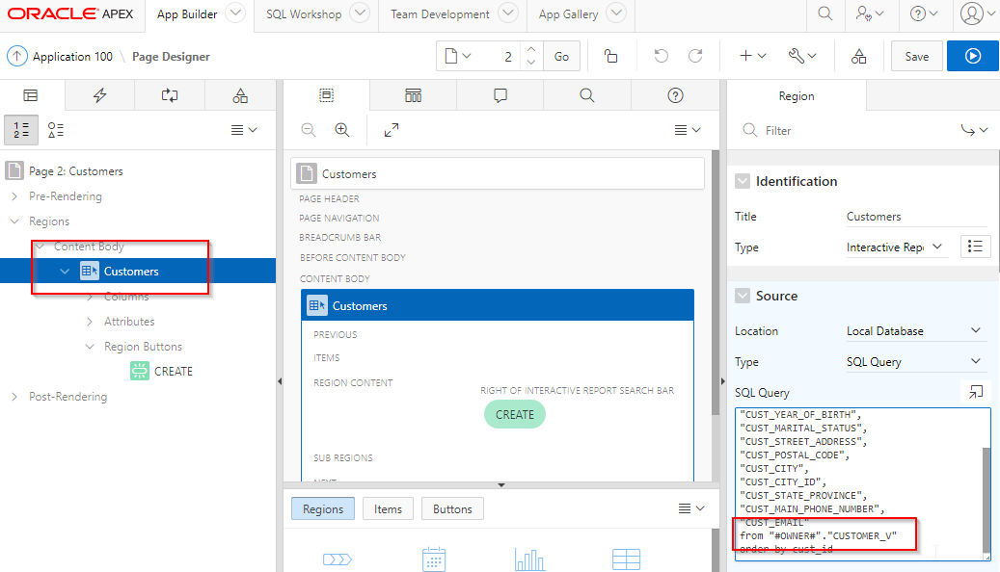 ORACLE APEX App Builder SQL Workshop Team Development App Gallery
Application 100 \ Page Designer 2 Go Save
Page 2: Customers
Pre-Rendering
Regions
Content Body
Customers
Columns
Attributes
Region Buttons
CREATE
Post-Rendering
Customers
PAGE HEADER
PAGE NAVIGATION
BREADCRUMB BAR
BEFORE CONTENT BODY
CONTENT BODY
Customers
PREVIOUS
ITEMS
REGION CONTENT
RIGHT OF INTERACTIVE REPORT SEARCH BAR
CREATE
SUB REGIONS
NEXT
Regions Items Buttons
Region
Filter
Identification
Title Customers
Type Interactive Repo
Source
Location Local Database
Type SQL Query
SQL Query
"CUST_YEAR_OF_BIRTH",
"CUST_MARITAL_STATUS",
"CUST_STREET_ADDRESS",
"CUST_POSTAL_CODE",
"CUST_CITY",
"CUST_CITY_ID",
"CUST_STATE_PROVINCE",
"CUST_MAIN_PHONE_NUMBER",
"CUST_EMAIL"
from "#OWNER#"."CUSTOMER_V"
order by cust_id